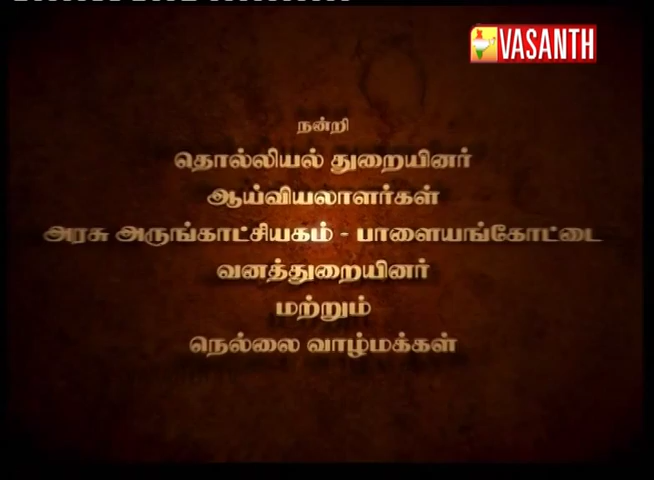 VASANTH
நன்றி
தொல்லியல் துறையினர்
ஆய்வியலாளர்கள்
அரசு அருங்காட்சியகம் - பாளையங்கோட்டை
வனத்துறையினர்
மற்றும்
நெல்லை வாழ்மக்கள்